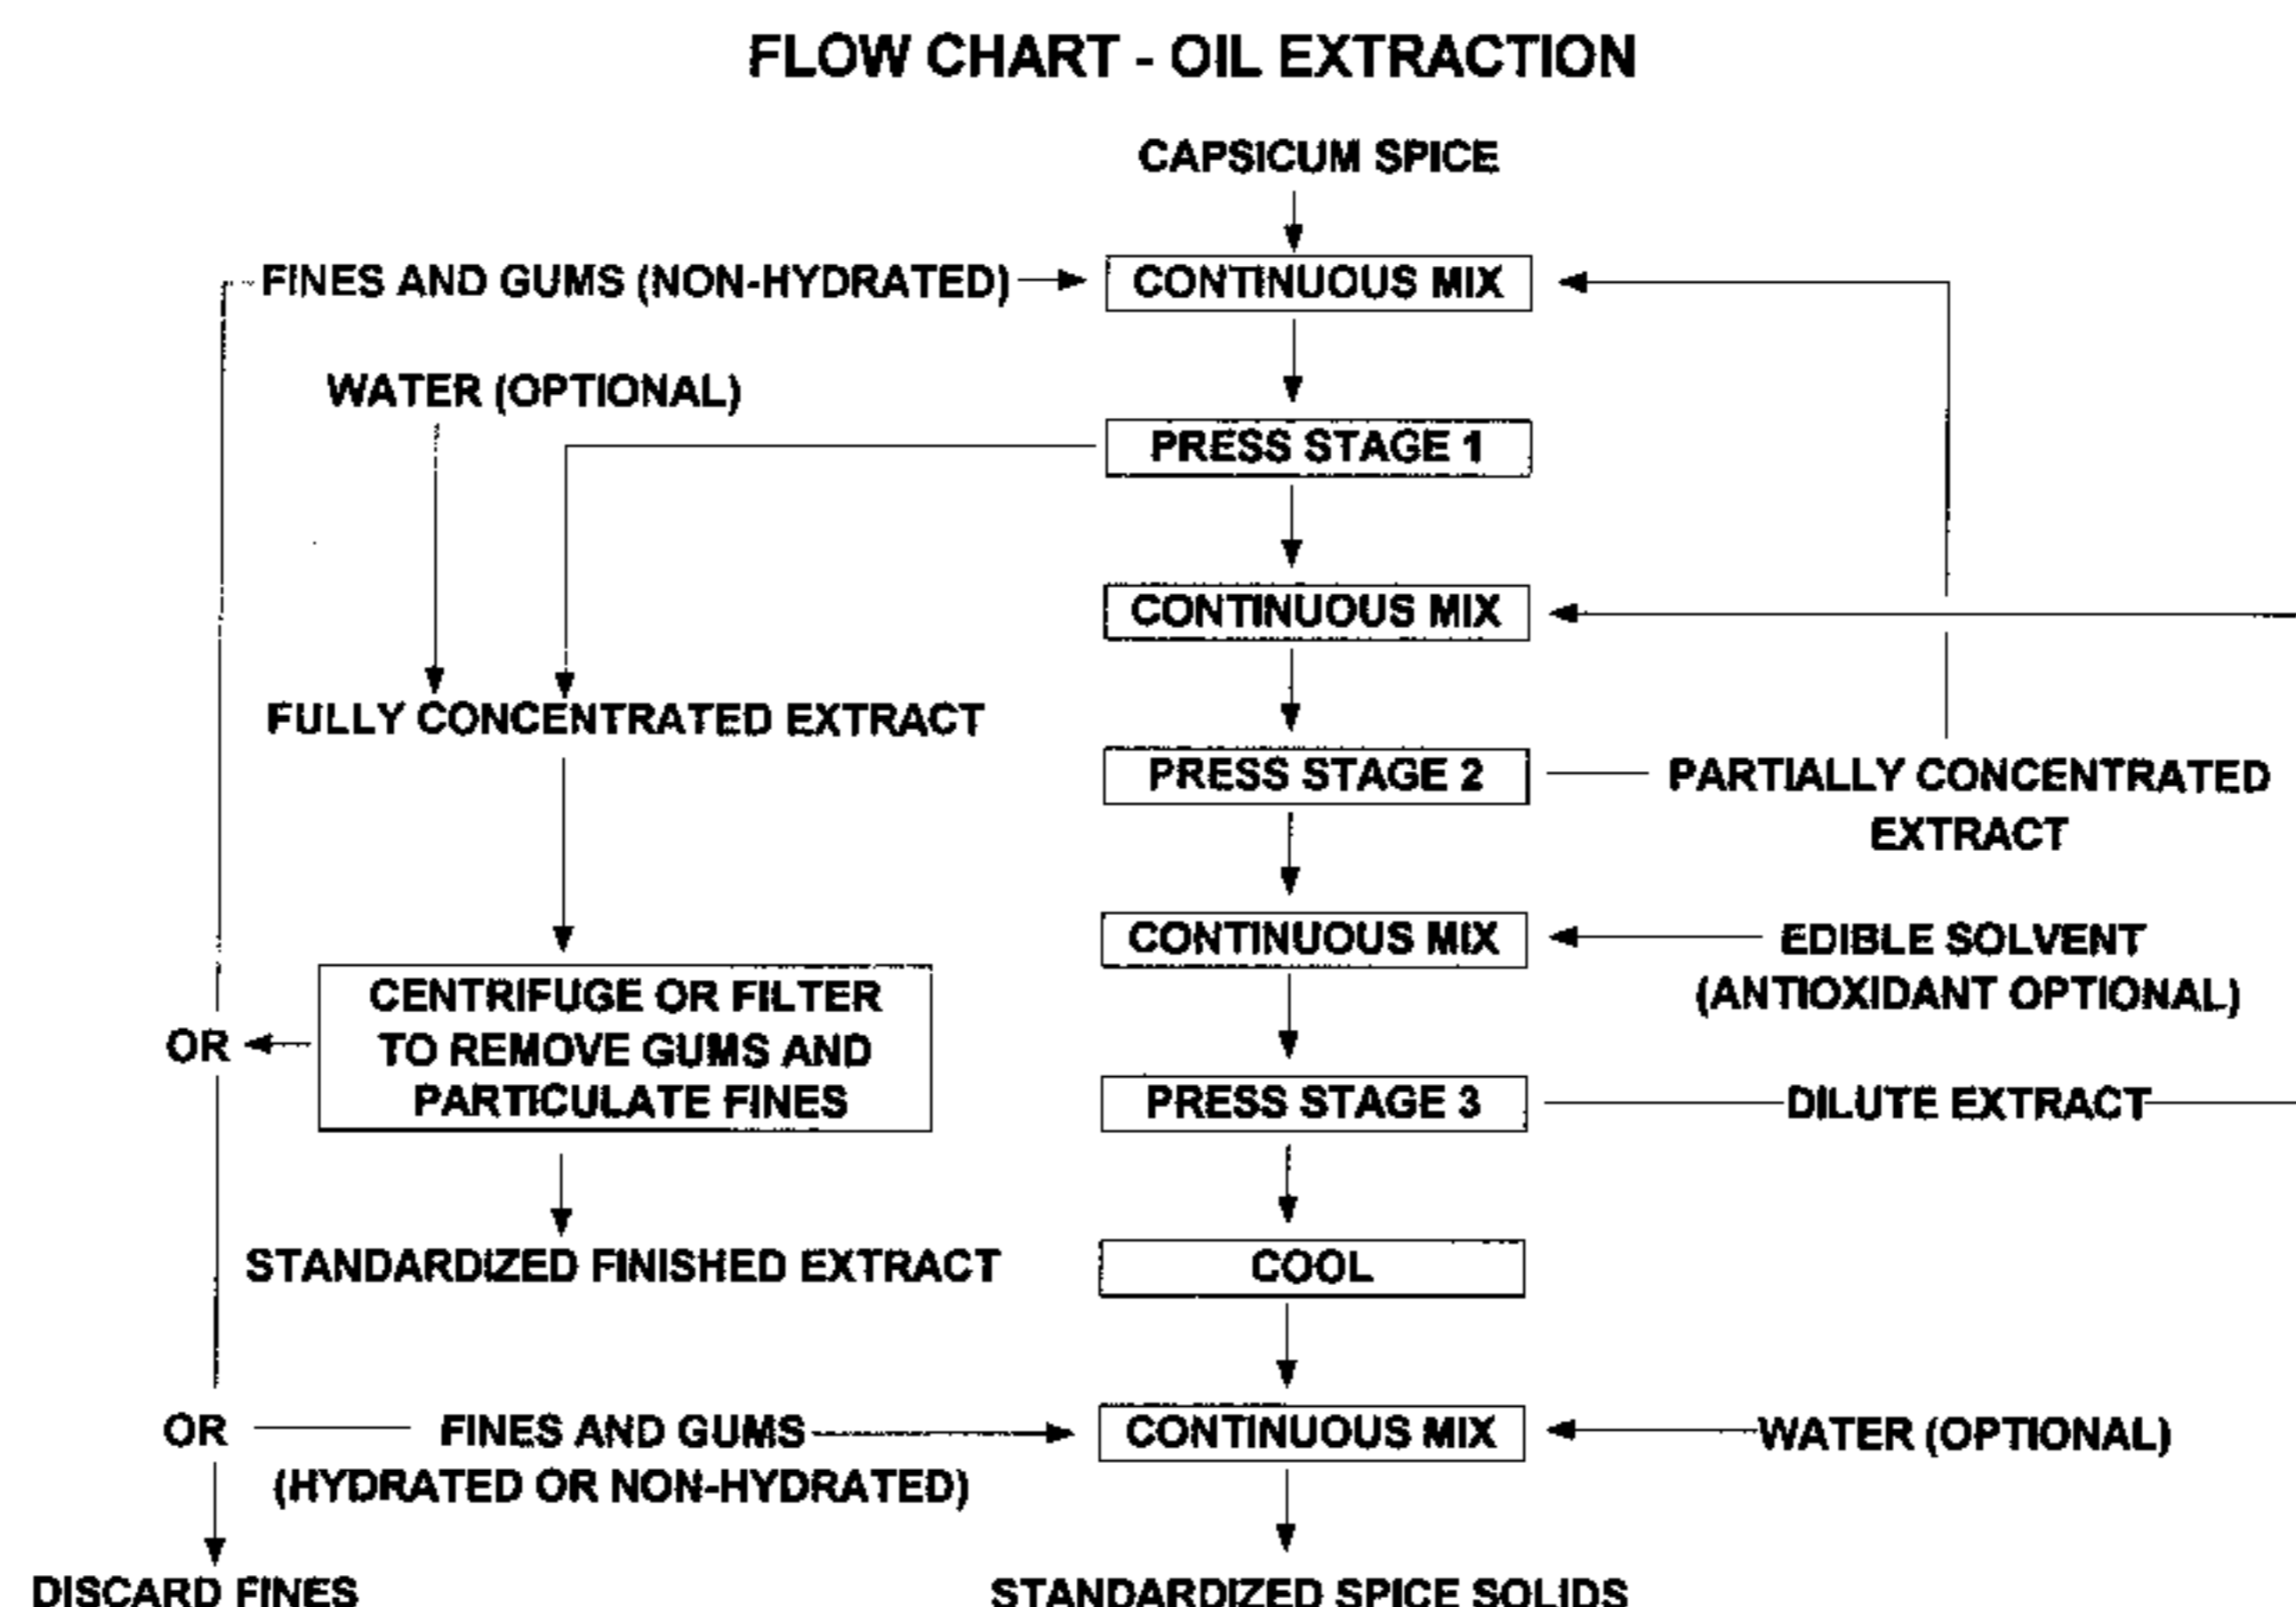 FLOW CHART - OIL EXTRACTION
CAPSICUM SPICE
FINES AND GUMS (NON-HYDRATED)
CONTINUOUS MIX
WATER (OPTIONAL)
PRESS STAGE 1
CONTINUOUS MIX
FULLY CONCENTRATED EXTRACT
PRESS STAGE 2
PARTIALLY CONCENTRATED
EXTRACT
CONTINUOUS MIX
EDIBLE SOLVENT
(ANTIOXIDANT OPTIONAL)
CENTRIFUGE OR FILTER
TO REMOVE GUMS AND
PARTICULATE FINES
OR
PRESS STAGE 3
DILUTE EXTRACT
STANDARDIZED FINISHED EXTRACT
COOL
OR
FINES AND GUMS
(HYDRATED OR NON-HYDRATED)
CONTINUOUS MIX
WATER (OPTIONAL)
DISCARD FINES
STANDARDIZED SPICE SOLIDS